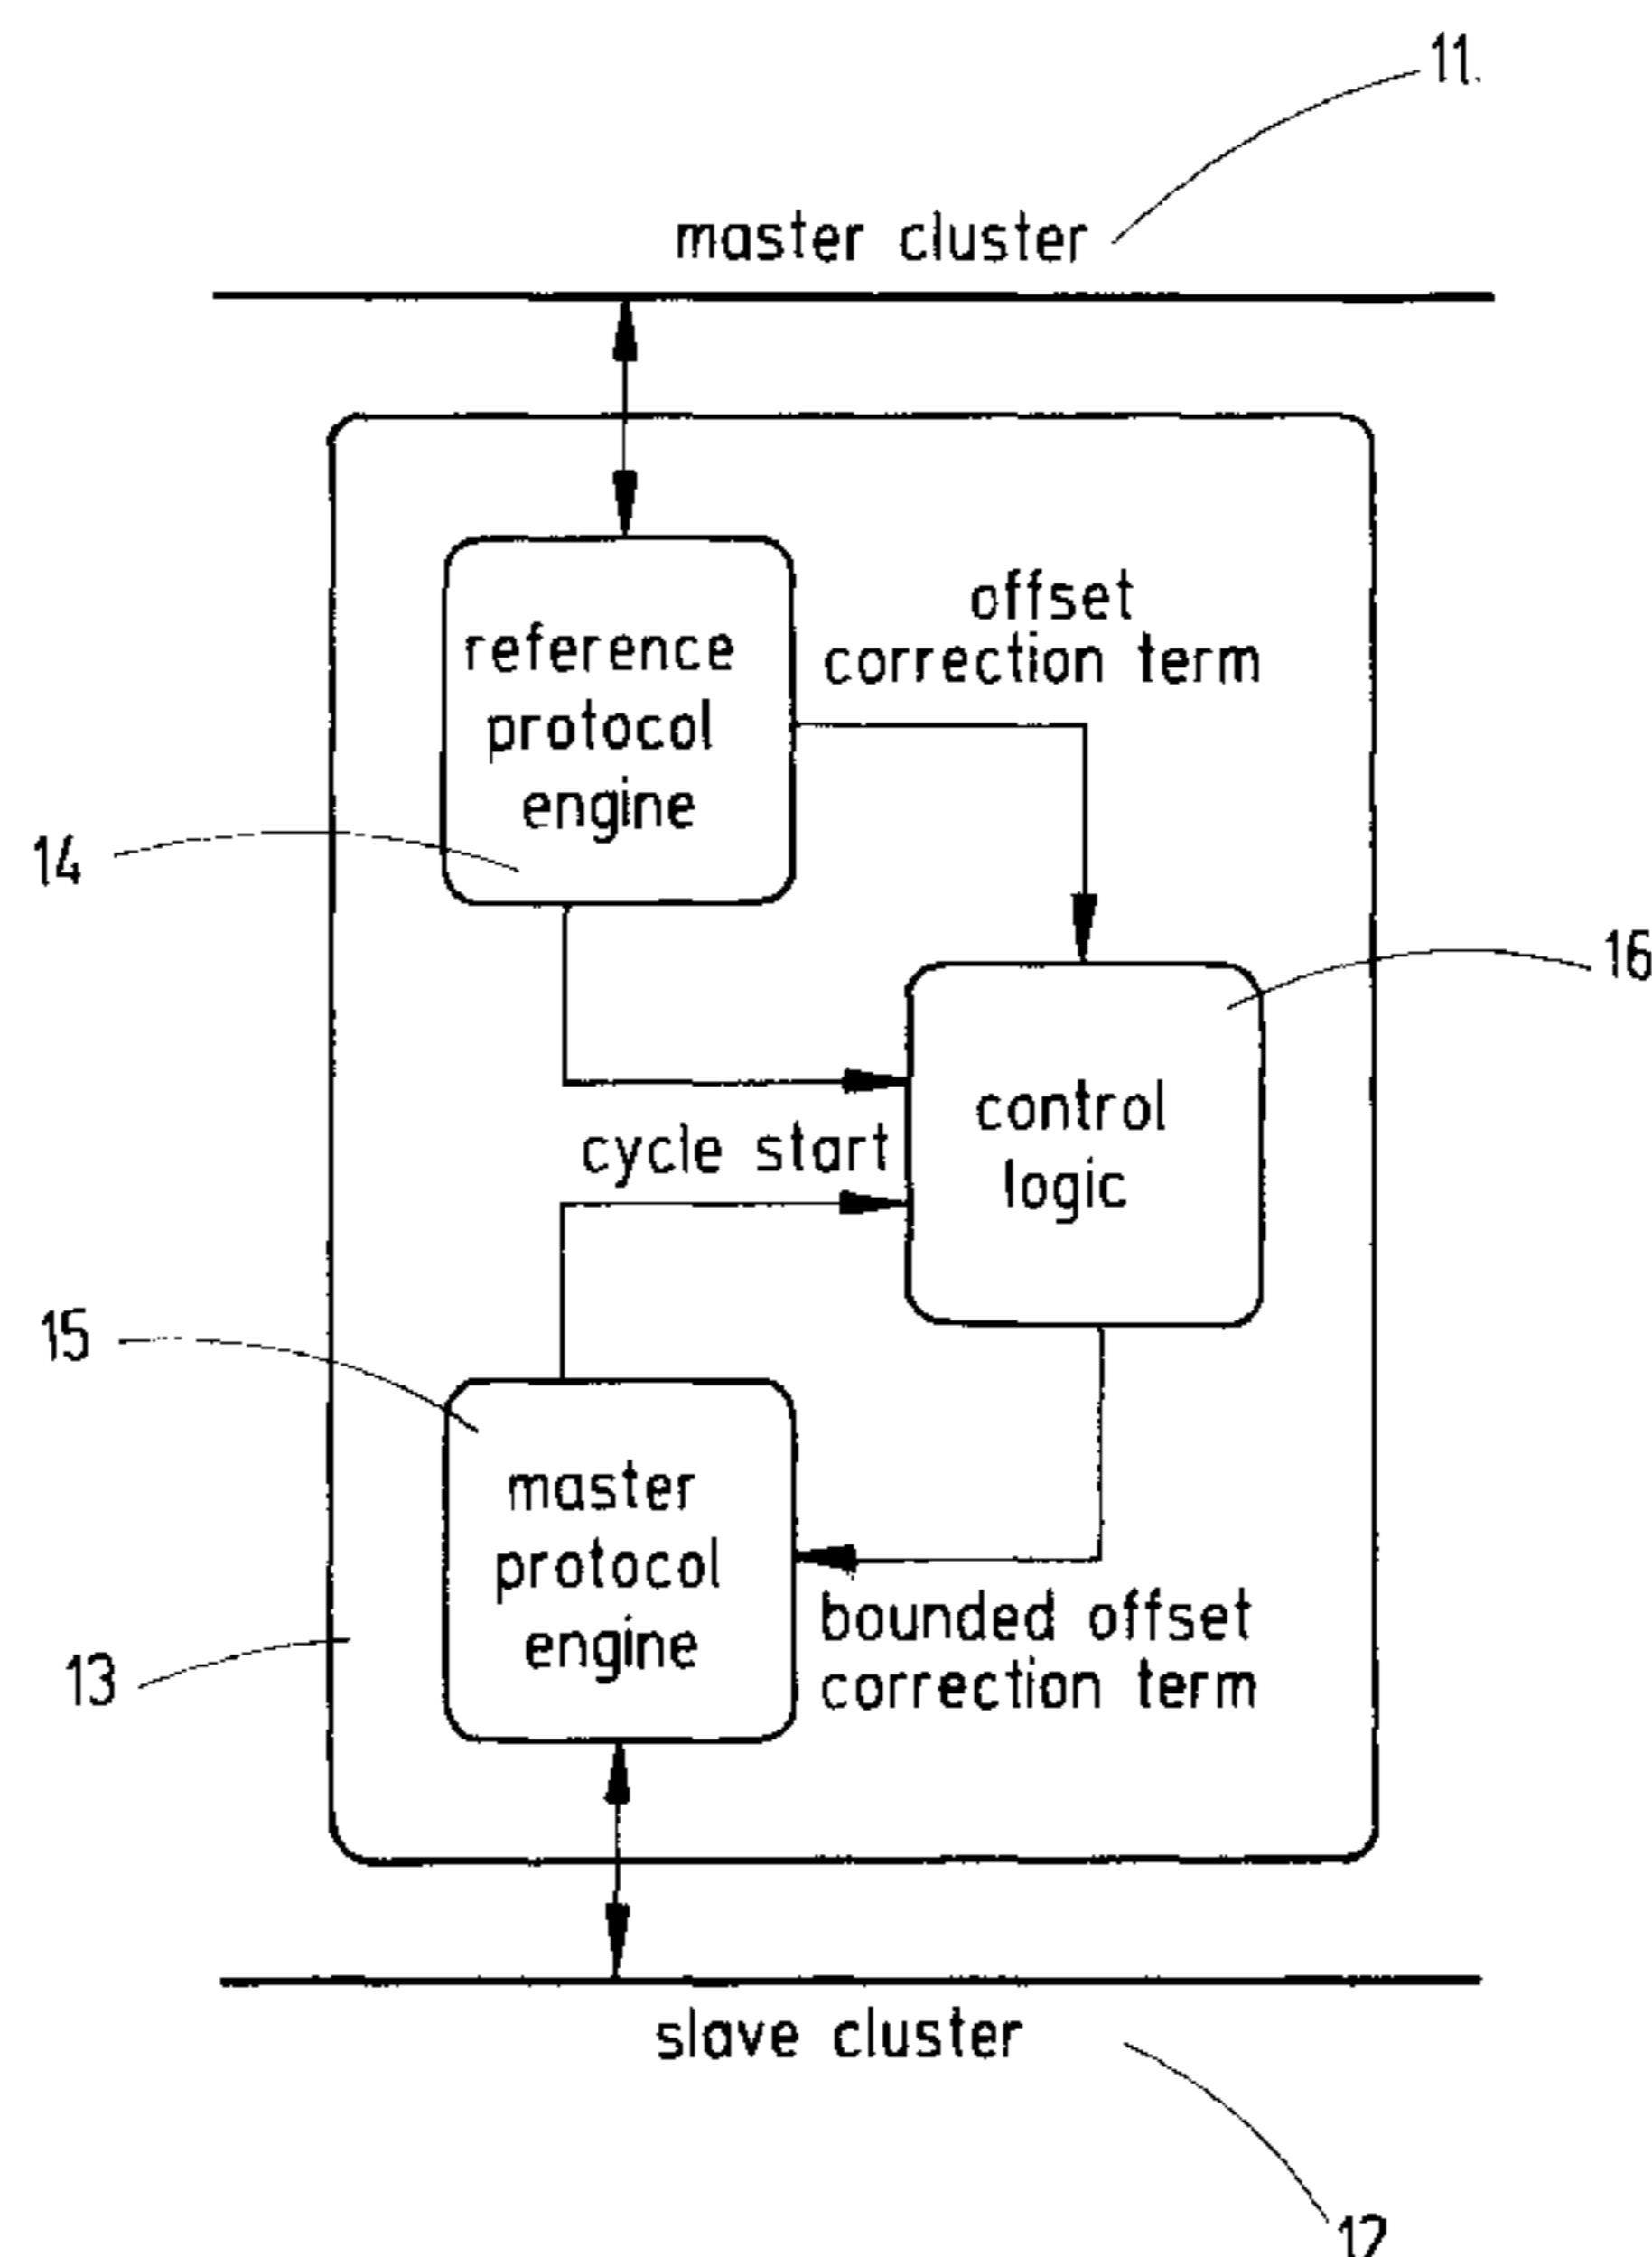 11.
master cluster
offset
correction term
reference
protocol
engine
14
16
control
logic
cycle start
15
master
protocol
engine
bounded offset
correction term
13
slave cluster
12